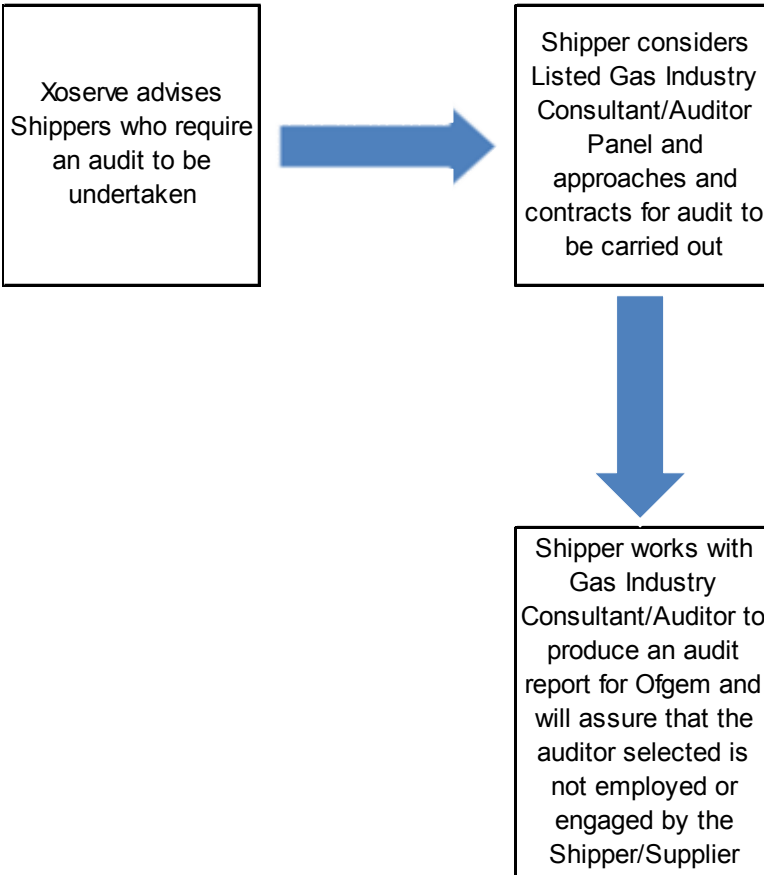 Xoserve advises
Shippers who require
an audit to be
undertaken
Shipper considers
Listed Gas Industry
Consultant/Auditor
Panel and
approaches and
contracts for audit to
be carried out
Shipper works with
Gas Industry
Consultant/Auditor to
produce an audit
report for Ofgem and
will assure that the
auditor selected is
not employed or
engaged by the
Shipper/Supplier